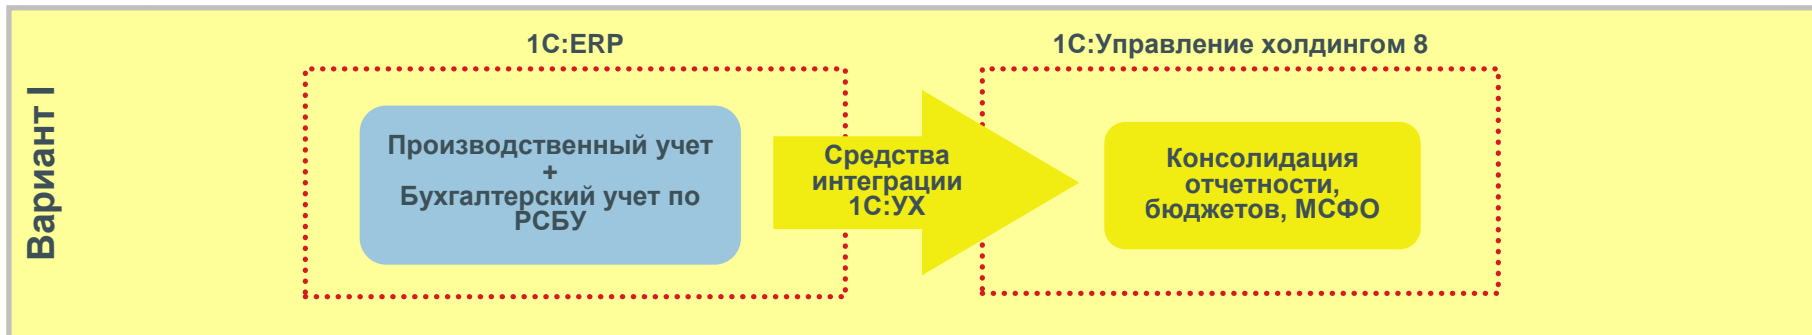 Вариант I
1С:ERP
Производственный учет
+
Бухгалтерский учет по
РСБУ
Средства
интеграции
1С:УХ
1С:Управление холдингом 8
Консолидация
отчетности,
бюджетов, МСФО